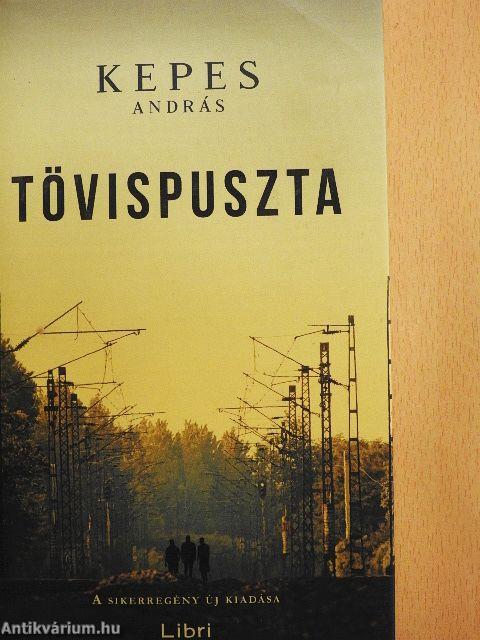 KEPES
ANDRÁS
TÖVISPUSZTA
A SIKERREGÉNY ÚJ KIADÁSA
Antikvárium.hu
Libri